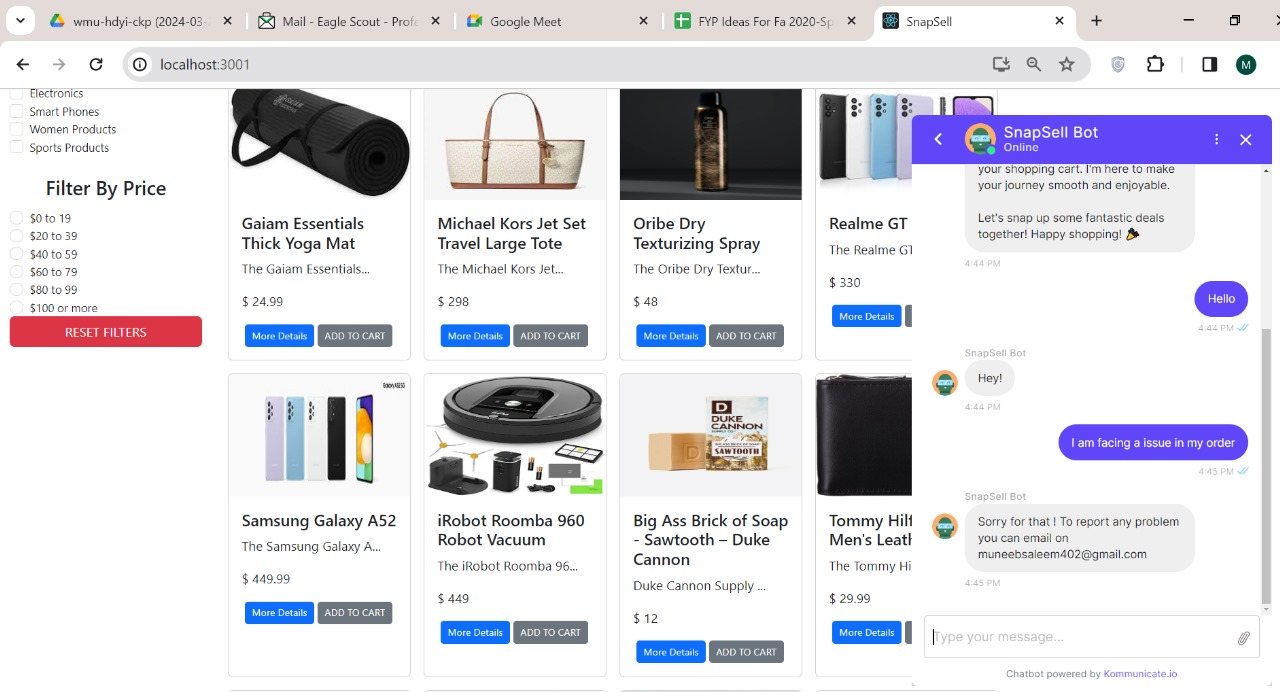 wmu-hdyi-ckp (2024-03-
Mail - Eagle Scout - Profe
Google Meet
FYP Ideas For Fa 2020-Sp
SnapSell
localhost:3001
M
Electronics
Smart Phones
Women Products
Sports Products
Filter By Price
$0 to 19
$20 to 39
$40 to 59
$60 to 79
$80 to 99
$100 or more
RESET FILTERS
Gaiam Essentials
Thick Yoga Mat
The Gaiam Essentials...
$ 24.99
More Details
ADD TO CART
Michael Kors Jet Set
Travel Large Tote
The Michael Kors Jet...
$ 298
More Details
ADD TO CART
Oribe Dry
Texturizing Spray
The Oribe Dry Textur...
$ 48
More Details
ADD TO CART
Realme GT
The Realme GT
$ 330
More Details
Galaxy A52 5G
Samsung Galaxy A52
The Samsung Galaxy A...
$ 449.99
More Details
ADD TO CART
iRobot Roomba 960
Robot Vacuum
The iRobot Roomba 96...
$ 449
More Details
ADD TO CART
D
DUKE
CANNON
BIG ASS BRICK OF SOAP
SAWTOOTH
Big Ass Brick of Soap
- Sawtooth – Duke
Cannon
Duke Cannon Supply ...
$ 12
More Details
ADD TO CART
Tommy Hilf
Men's Leath
The Tommy Hi
$ 29.99
More Details
SnapSell Bot
Online
your shopping cart. I'm here to make
your journey smooth and enjoyable.
Let's snap up some fantastic deals
together! Happy shopping! 🎉
4:44 PM
Hello
4:44 PM
SnapSell Bot
Hey!
4:44 PM
I am facing a issue in my order
4:45 PM
SnapSell Bot
Sorry for that ! To report any problem
you can email on
muneebsaleem402@gmail.com
4:45 PM
Type your message...
Chatbot powered by Kommunicate.io